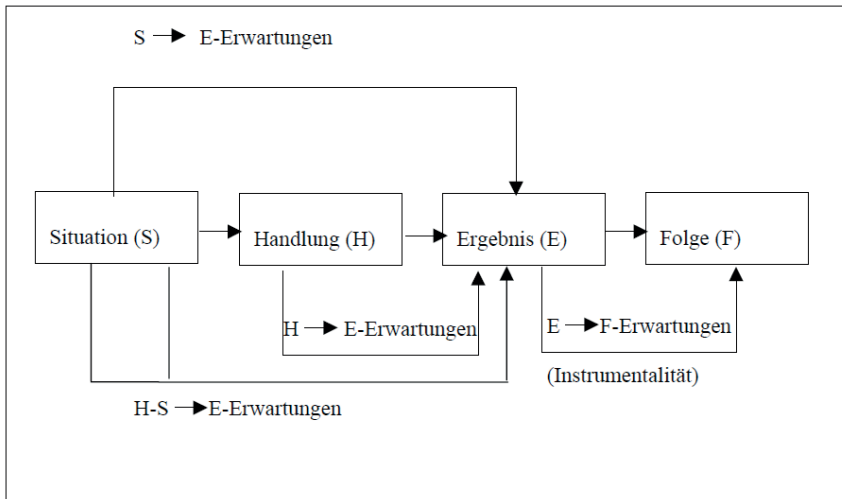 S → E-Erwartungen
Situation (S)
Handlung (H)
Ergebnis (E)
Folge (F)
H → E-Erwartungen
E → F-Erwartungen
(Instrumentalität)
H-S → E-Erwartungen